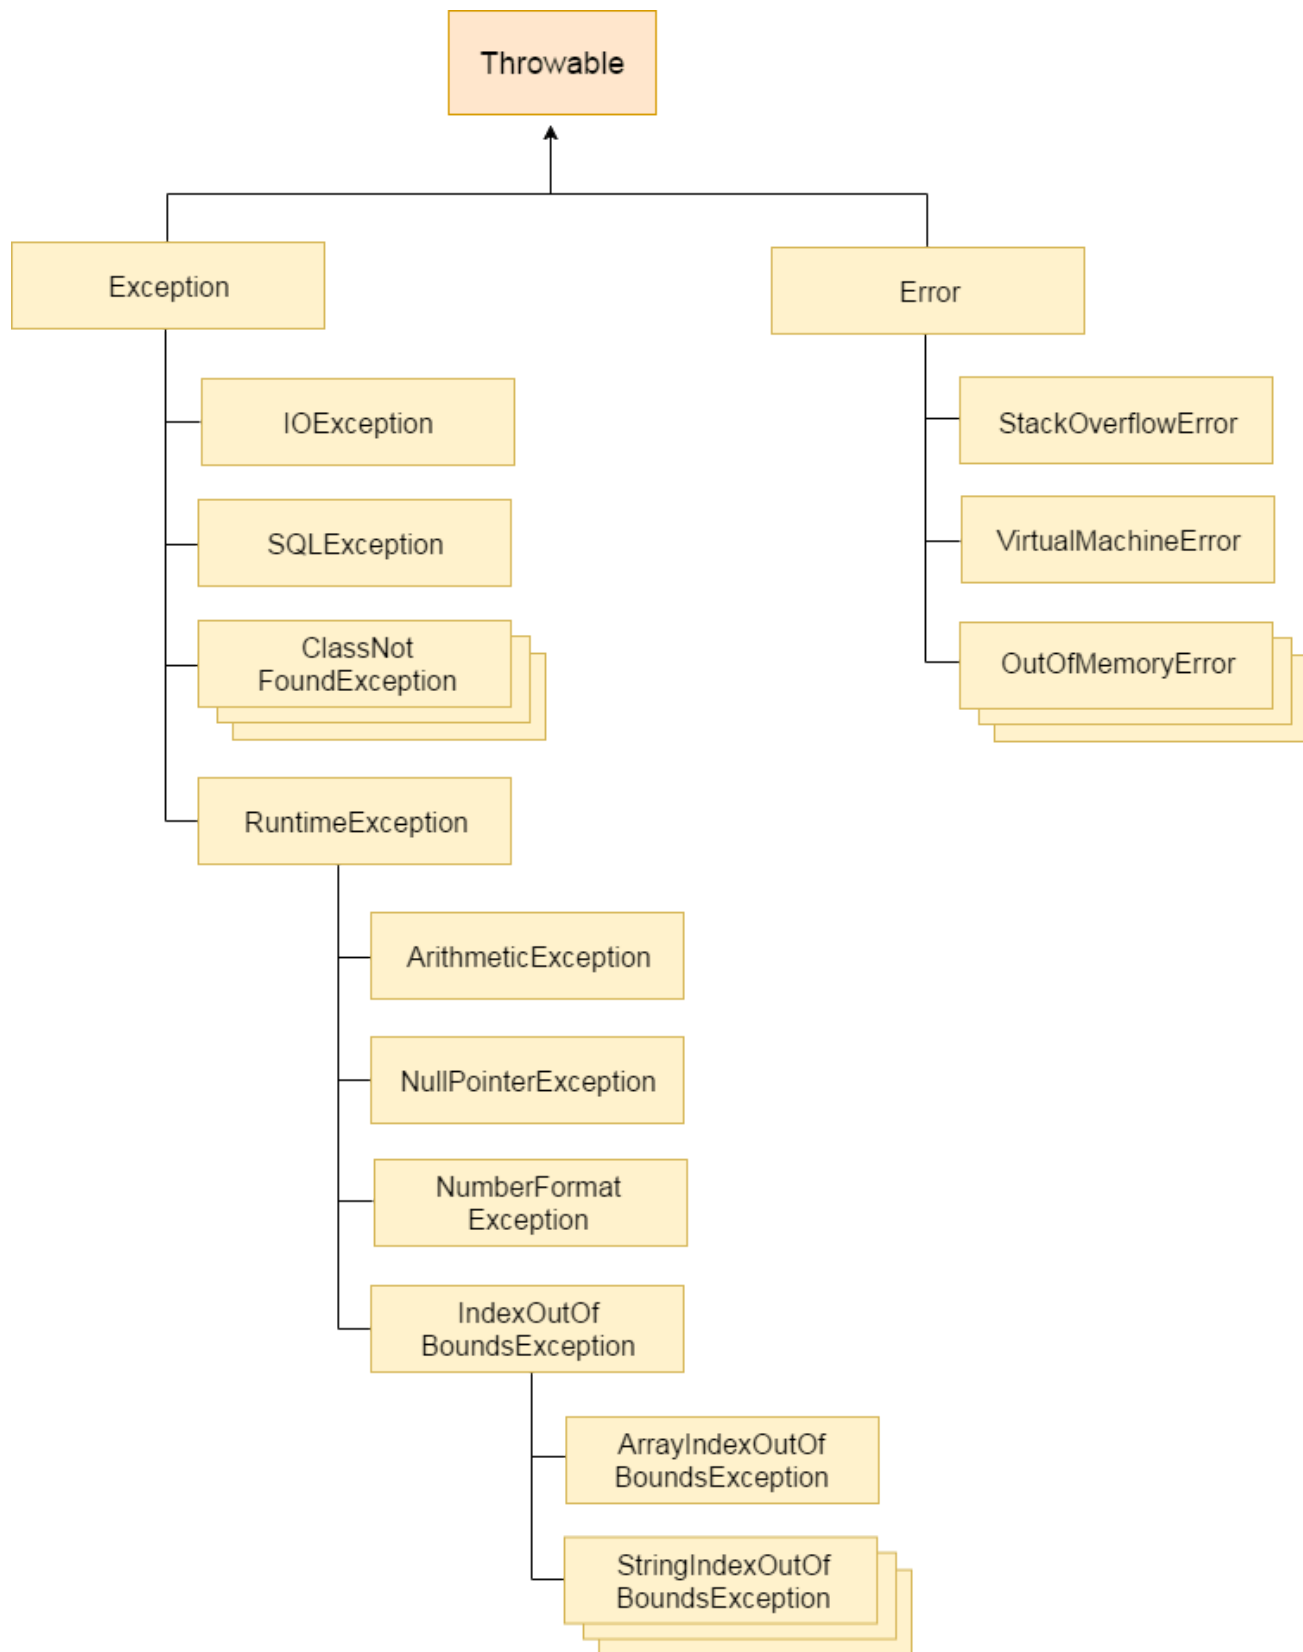 Throwable
Exception
Error
IOException
StackOverflowError
SQLException
VirtualMachineError
ClassNot
FoundException
OutOfMemoryError
RuntimeException
ArithmeticException
NullPointerException
NumberFormat
Exception
IndexOutOf
BoundsException
ArrayIndexOutOf
BoundsException
StringIndexOutOf
BoundsException